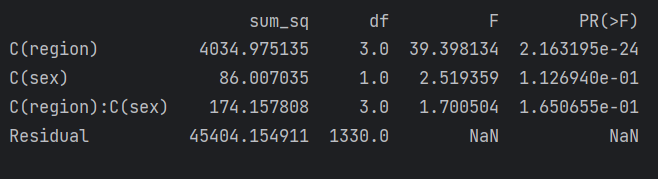 sum_sq df F PR(>F)
C(region) 4034.975135 3.0 39.398134 2.163195e-24
C(sex) 86.007035 1.0 2.519359 1.126940e-01
C(region):C(sex) 174.157808 3.0 1.700504 1.650655e-01
Residual 45404.154911 1330.0 NaN NaN